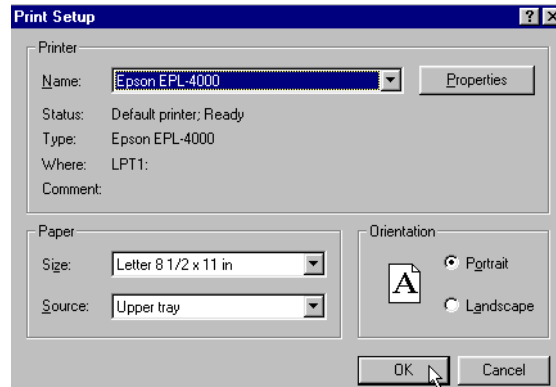 Print Setup
Printer
Name: Epson EPL-4000 Properties
Status: Default printer; Ready
Type: Epson EPL-4000
Where: LPT1:
Comment:
Paper Orientation
Size: Letter 8 1/2 x 11 in Portrait
A
Source: Upper tray Landscape
OK Cancel